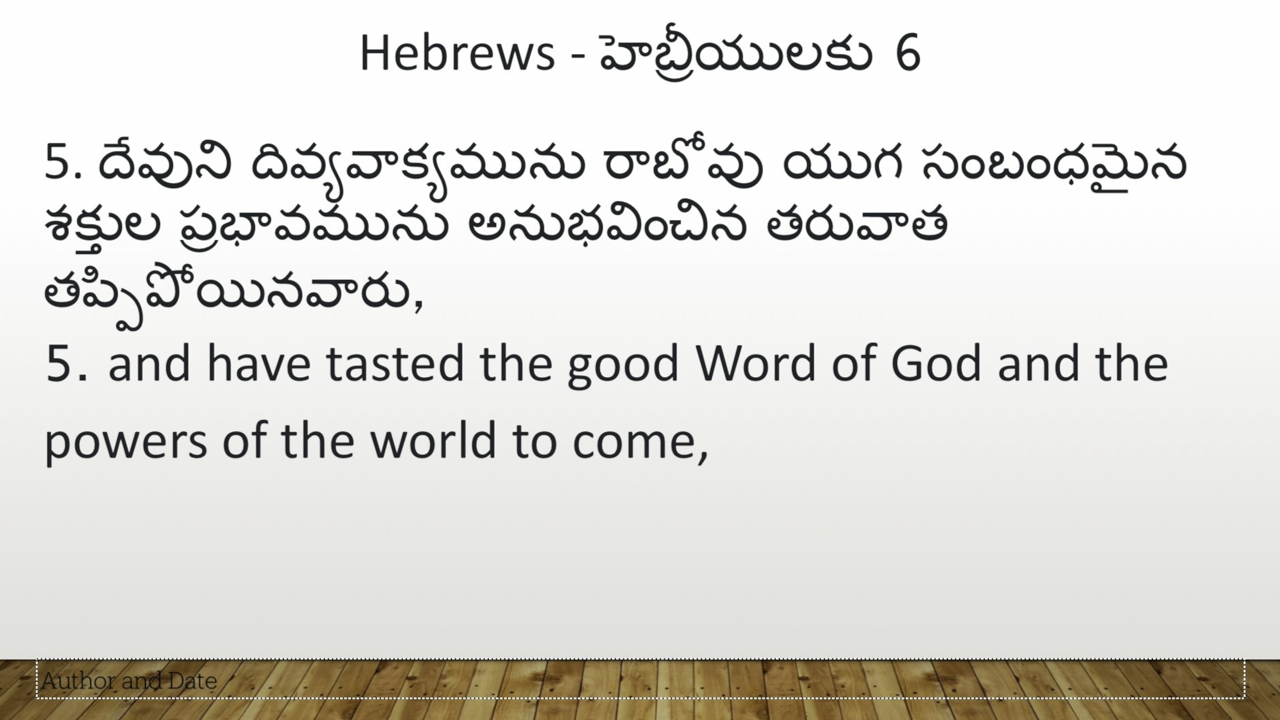 Hebrews - హెబ్రీయులకు 6
5. దేవుని దివ్యవాక్యమును రాబోవు యుగ సంబంధమైన
శక్తుల ప్రభావమును అనుభవించిన తరువాత
తప్పిపోయినవారు,
5. and have tasted the good Word of God and the
powers of the world to come,
Author and Date